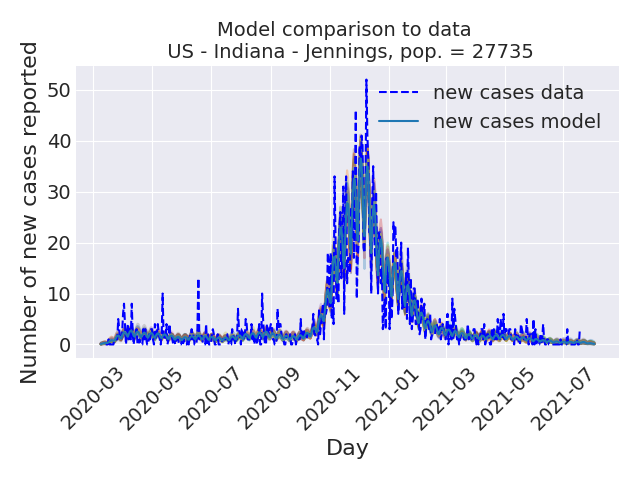 Model comparison to data
US - Indiana - Jennings, pop. = 27735
Number of new cases reported
50
40
30
20
10
0
new cases data
new cases model
2020-03
2020-05
2020-07
2020-09
2020-11
2021-01
2021-03
2021-05
2021-07
Day